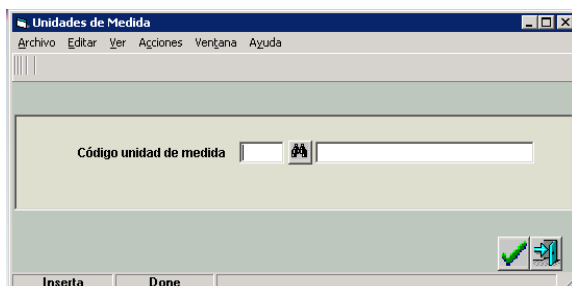 Unidades de Medida
Archivo Editar Ver Acciones Ventana Ayuda
Código unidad de medida
Inserta Done